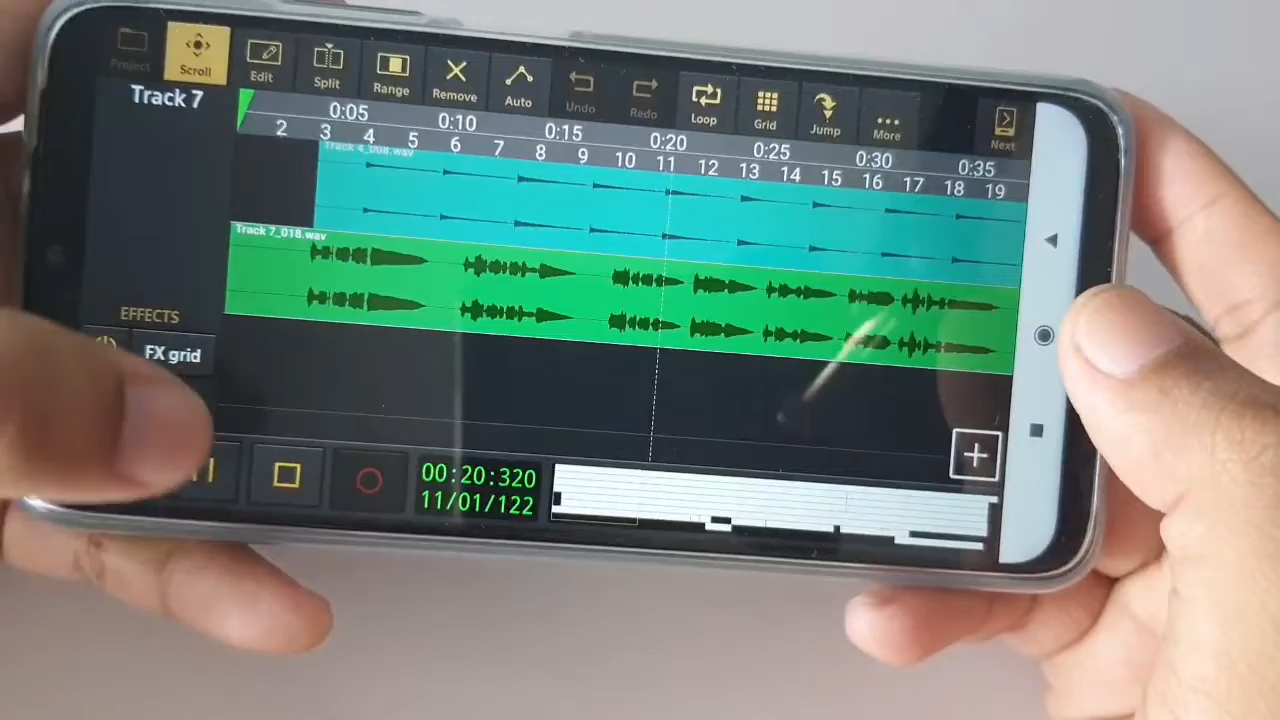 Project
Scroll
Edit
Split
Range
Remove
Auto
Undo
Redo
Loop
Grid
Jump
More
Next
Track 7
0:05 0:10 0:15 0:20 0:25 0:30 0:35
2 3 4 5 6 7 8 9 10 11 12 13 14 15 16 17 18 19
Track 4_008.wav
Track 7_018.wav
EFFECTS
FX grid
00:20:320
11/01/122